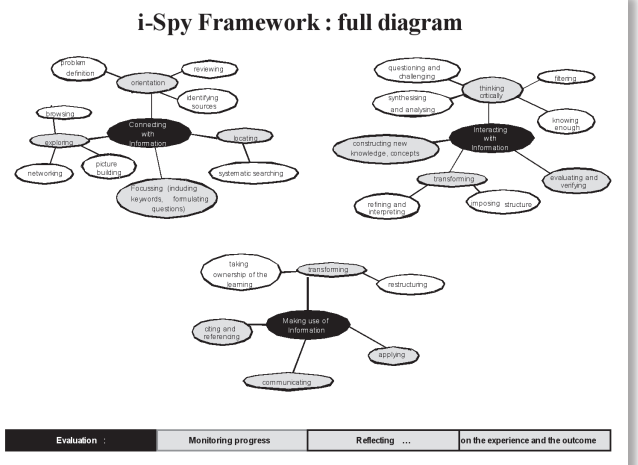 i-Spy Framework : full diagram
problem
definition
orientation
reviewing
identifying
sources
browsing
exploring
networking
picture
building
Connecting
with
Information
locating
systematic searching
Focussing (including
keywords, formulating
questions)
questioning and
challenging
synthesising
and analysing
thinking
critically
filtering
knowing
enough
constructing new
knowledge, concepts
Interacting
with
Information
evaluating and
verifying
transforming
refining and
interpreting
imposing structure
taking
ownership of the
learning
transforming
restructuring
citing and
referencing
Making use of
Information
applying
communicating
Evaluation :
Monitoring progress
Reflecting ...
on the experience and the outcome